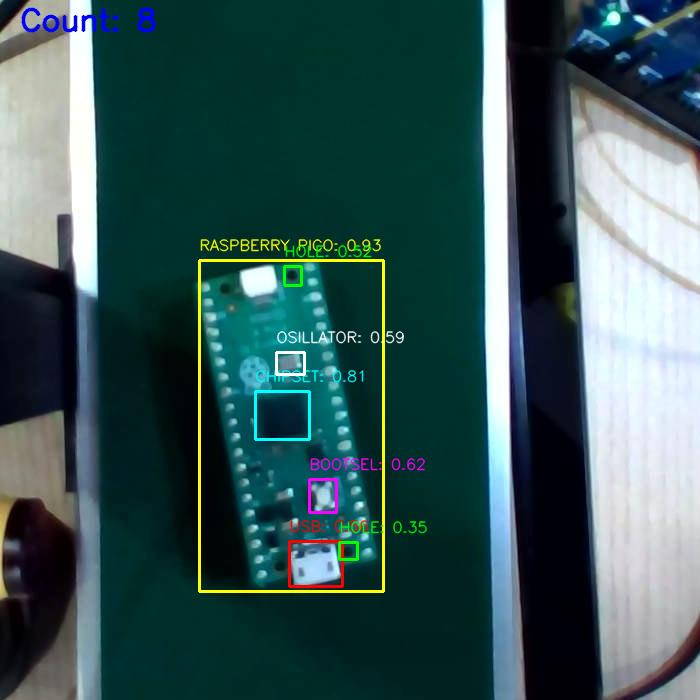 Count: 8
RASPBERRY PICO: 0.93
HOLE: 0.52
OSILLATOR: 0.59
CHIPSET: 0.81
BOOTSEL: 0.62
USB:
HOLE: 0.35